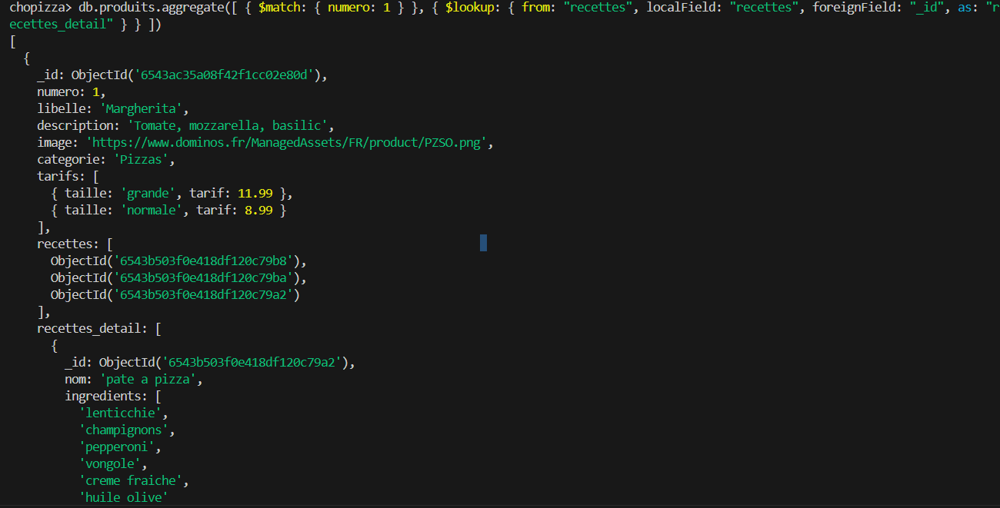 chopizza> db.produits.aggregate([ { $match: { numero: 1 } }, { $lookup: { from: "recettes", localField: "recettes", foreignField: "_id", as: "r
ecettes_detail" } } ])
[
  {
    _id: ObjectId('6543ac35a08f42f1cc02e80d'),
    numero: 1,
    libelle: 'Margherita',
    description: 'Tomate, mozzarella, basilic',
    image: 'https://www.dominos.fr/ManagedAssets/FR/product/PZSO.png',
    categorie: 'Pizzas',
    tarifs: [
      { taille: 'grande', tarif: 11.99 },
      { taille: 'normale', tarif: 8.99 }
    ],
    recettes: [
      ObjectId('6543b503f0e418df120c79b8'),
      ObjectId('6543b503f0e418df120c79ba'),
      ObjectId('6543b503f0e418df120c79a2')
    ],
    recettes_detail: [
      {
        _id: ObjectId('6543b503f0e418df120c79a2'),
        nom: 'pate a pizza',
        ingredients: [
          'lenticchie',
          'champignons',
          'pepperoni',
          'vongole',
          'creme fraiche',
          'huile olive'